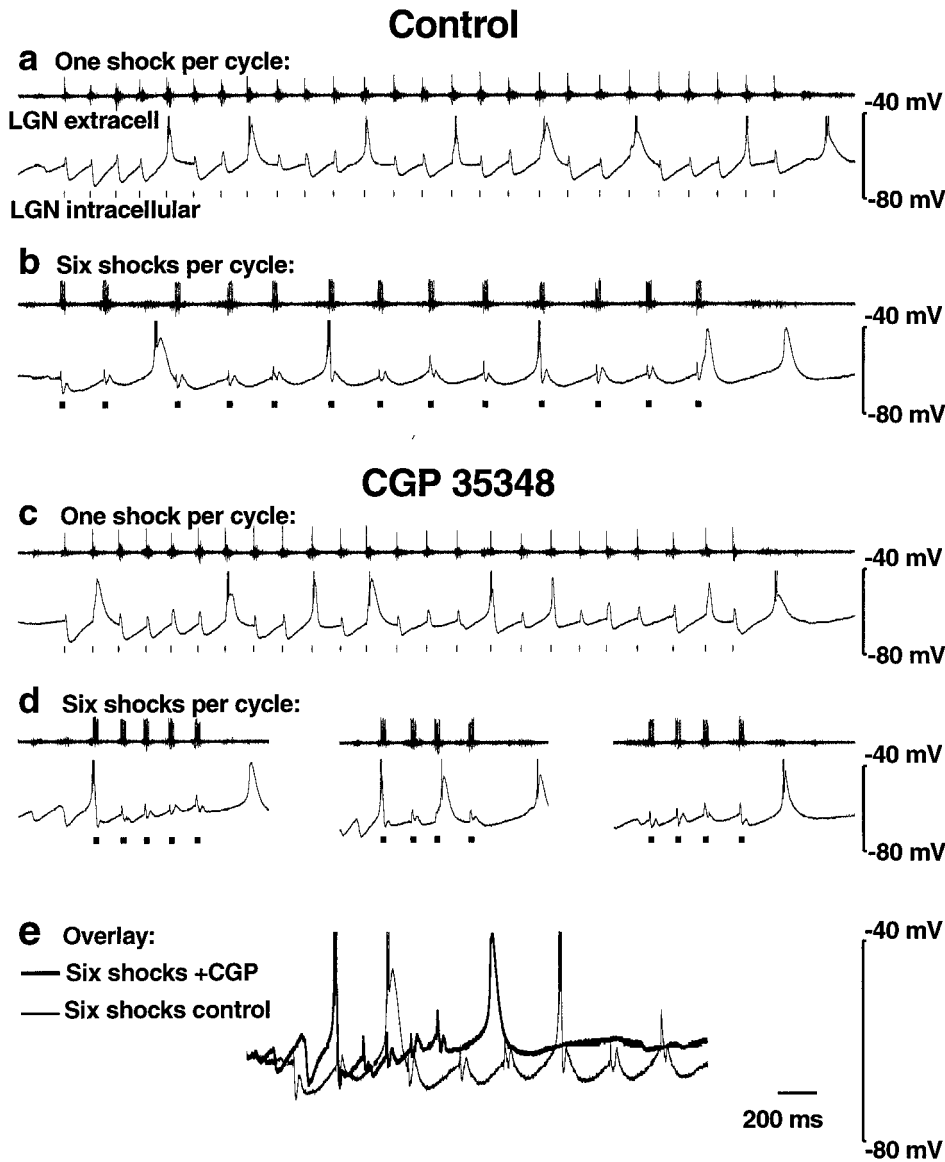 Control
a One shock per cycle:
LGN extracell
-40 mV
-80 mV
LGN intracellular
b Six shocks per cycle:
-40 mV
-80 mV
CGP 35348
c One shock per cycle:
-40 mV
-80 mV
d Six shocks per cycle:
-40 mV
-80 mV
e Overlay:
-40 mV
Six shocks +CGP
Six shocks control
200 ms
-80 mV